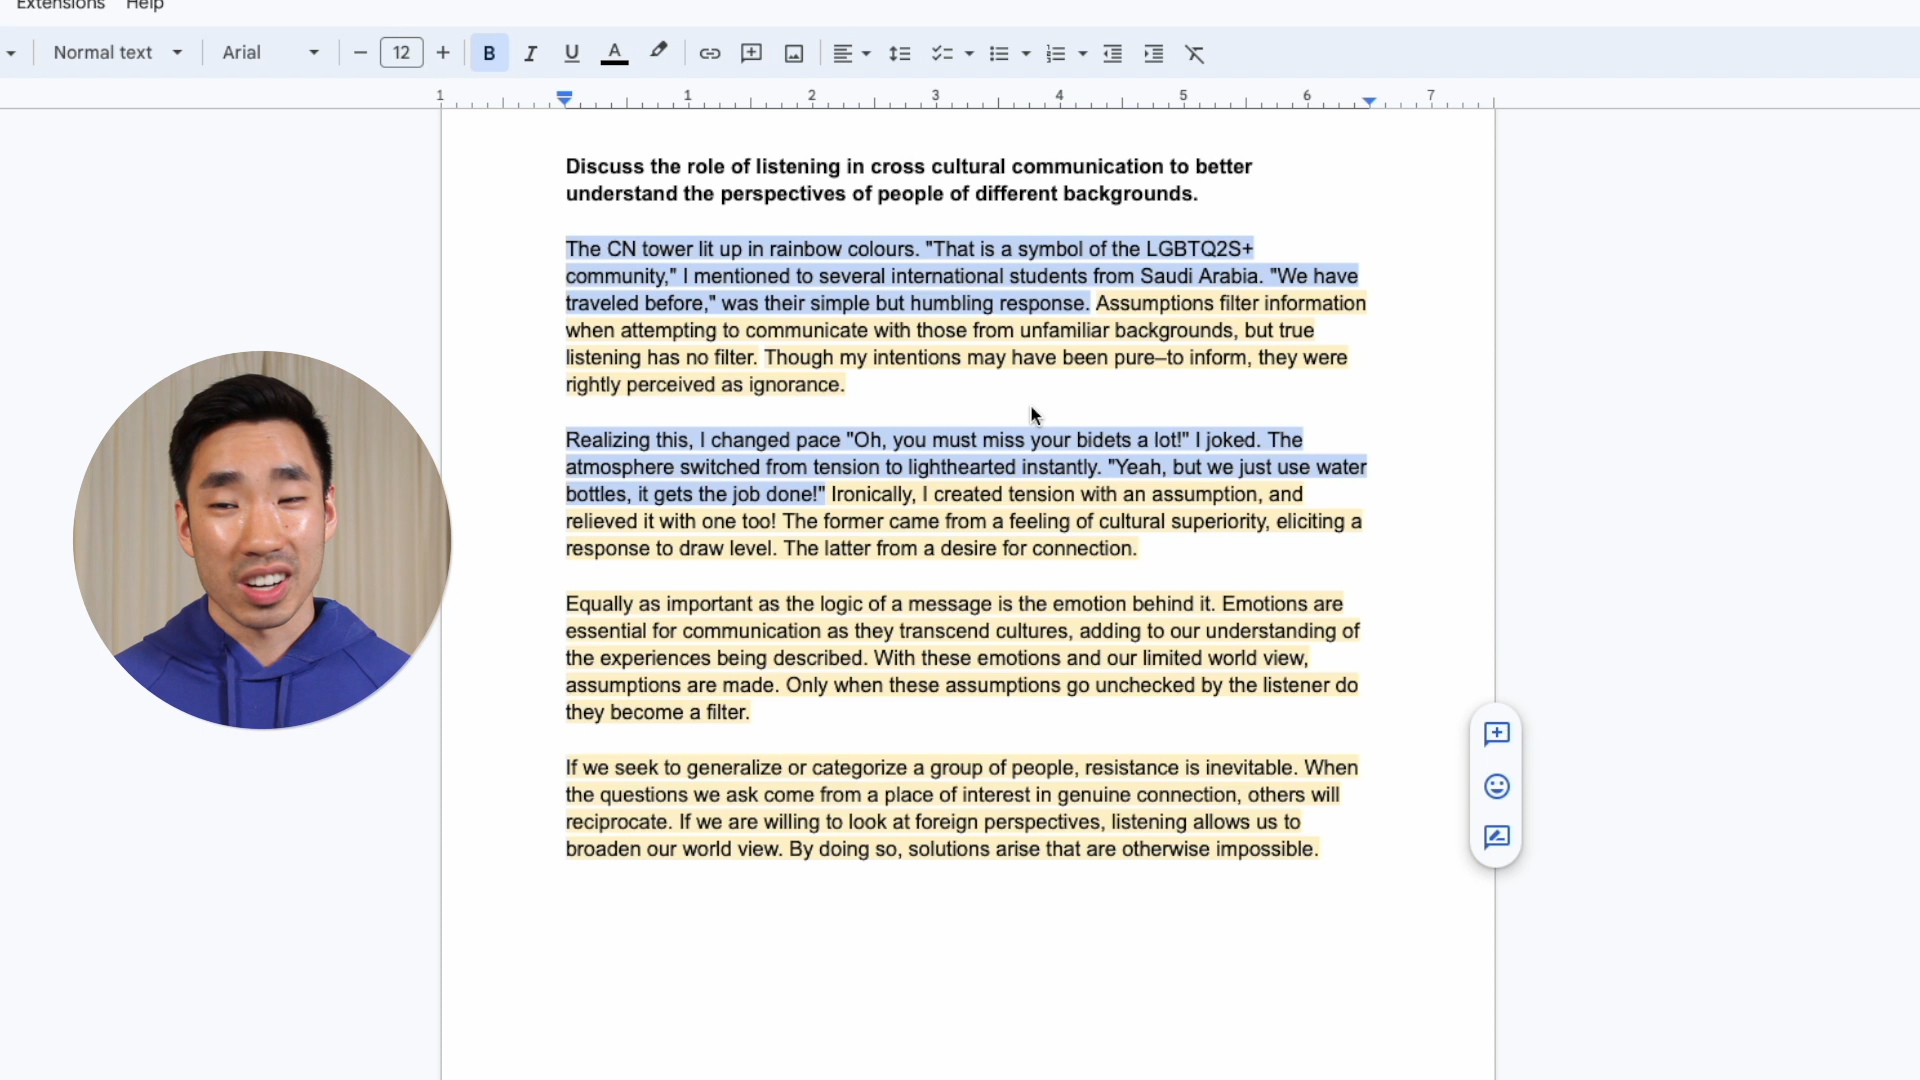 Extensions Help
Normal text Arial 12 B I U A
1 1 2 3 4 5 6 7
Discuss the role of listening in cross cultural communication to better
understand the perspectives of people of different backgrounds.
The CN tower lit up in rainbow colours. "That is a symbol of the LGBTQ2S+
community," I mentioned to several international students from Saudi Arabia. "We have
traveled before," was their simple but humbling response. Assumptions filter information
when attempting to communicate with those from unfamiliar backgrounds, but true
listening has no filter. Though my intentions may have been pure–to inform, they were
rightly perceived as ignorance.
Realizing this, I changed pace "Oh, you must miss your bidets a lot!" I joked. The
atmosphere switched from tension to lighthearted instantly. "Yeah, but we just use water
bottles, it gets the job done!" Ironically, I created tension with an assumption, and
relieved it with one too! The former came from a feeling of cultural superiority, eliciting a
response to draw level. The latter from a desire for connection.
Equally as important as the logic of a message is the emotion behind it. Emotions are
essential for communication as they transcend cultures, adding to our understanding of
the experiences being described. With these emotions and our limited world view,
assumptions are made. Only when these assumptions go unchecked by the listener do
they become a filter.
If we seek to generalize or categorize a group of people, resistance is inevitable. When
the questions we ask come from a place of interest in genuine connection, others will
reciprocate. If we are willing to look at foreign perspectives, listening allows us to
broaden our world view. By doing so, solutions arise that are otherwise impossible.